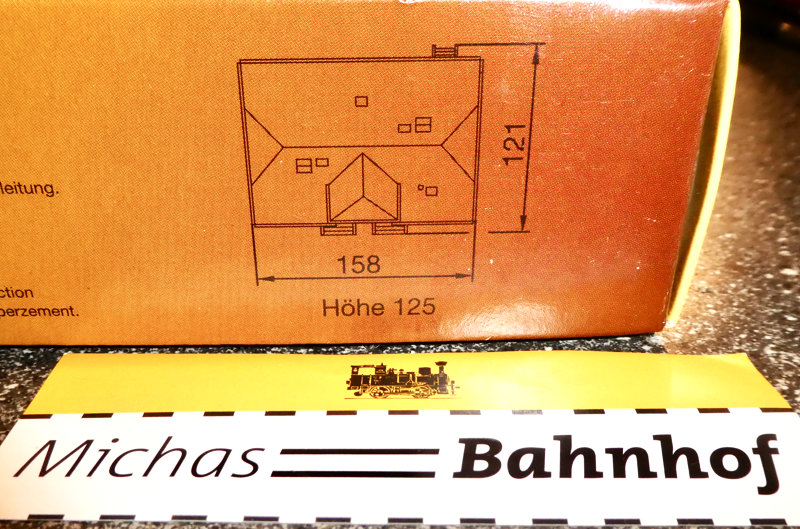 121
leitung.
158
ction
Höhe 125
perzement.
Michas Bahnhof